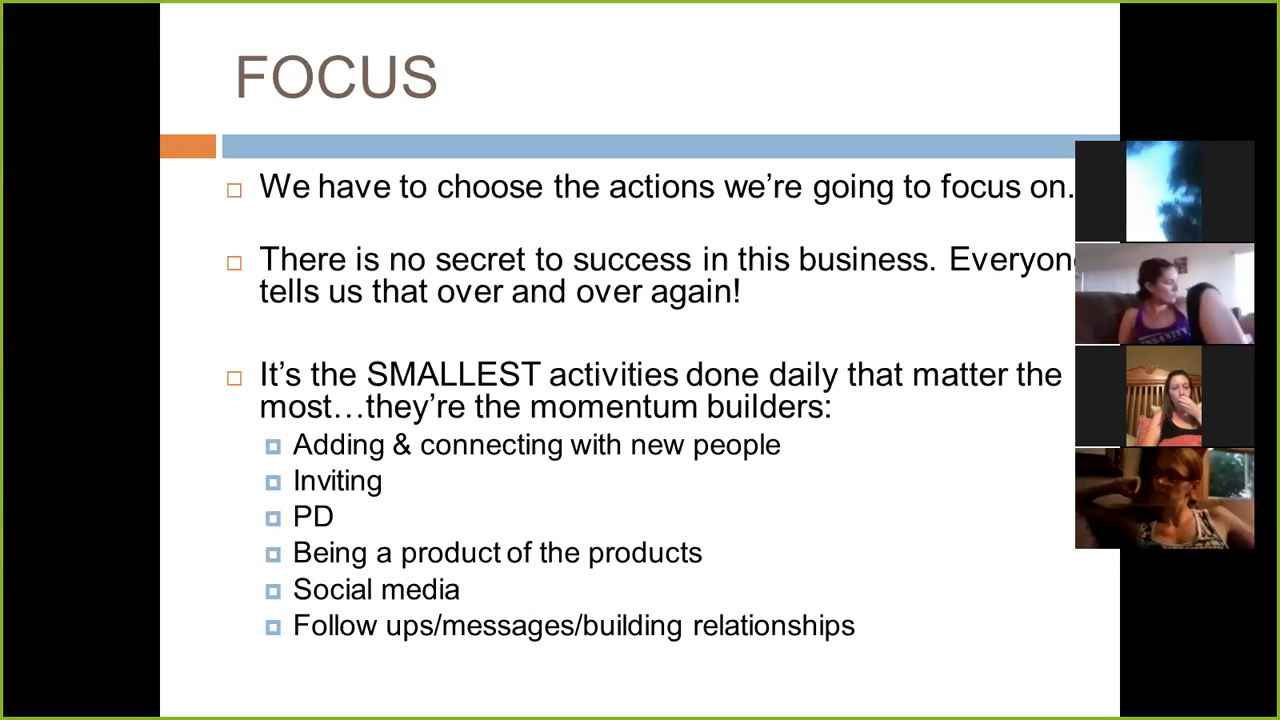 FOCUS
We have to choose the actions we’re going to focus on.
There is no secret to success in this business. Everyon
tells us that over and over again!
It’s the SMALLEST activities done daily that matter the
most…they’re the momentum builders:
Adding & connecting with new people
Inviting
PD
Being a product of the products
Social media
Follow ups/messages/building relationships